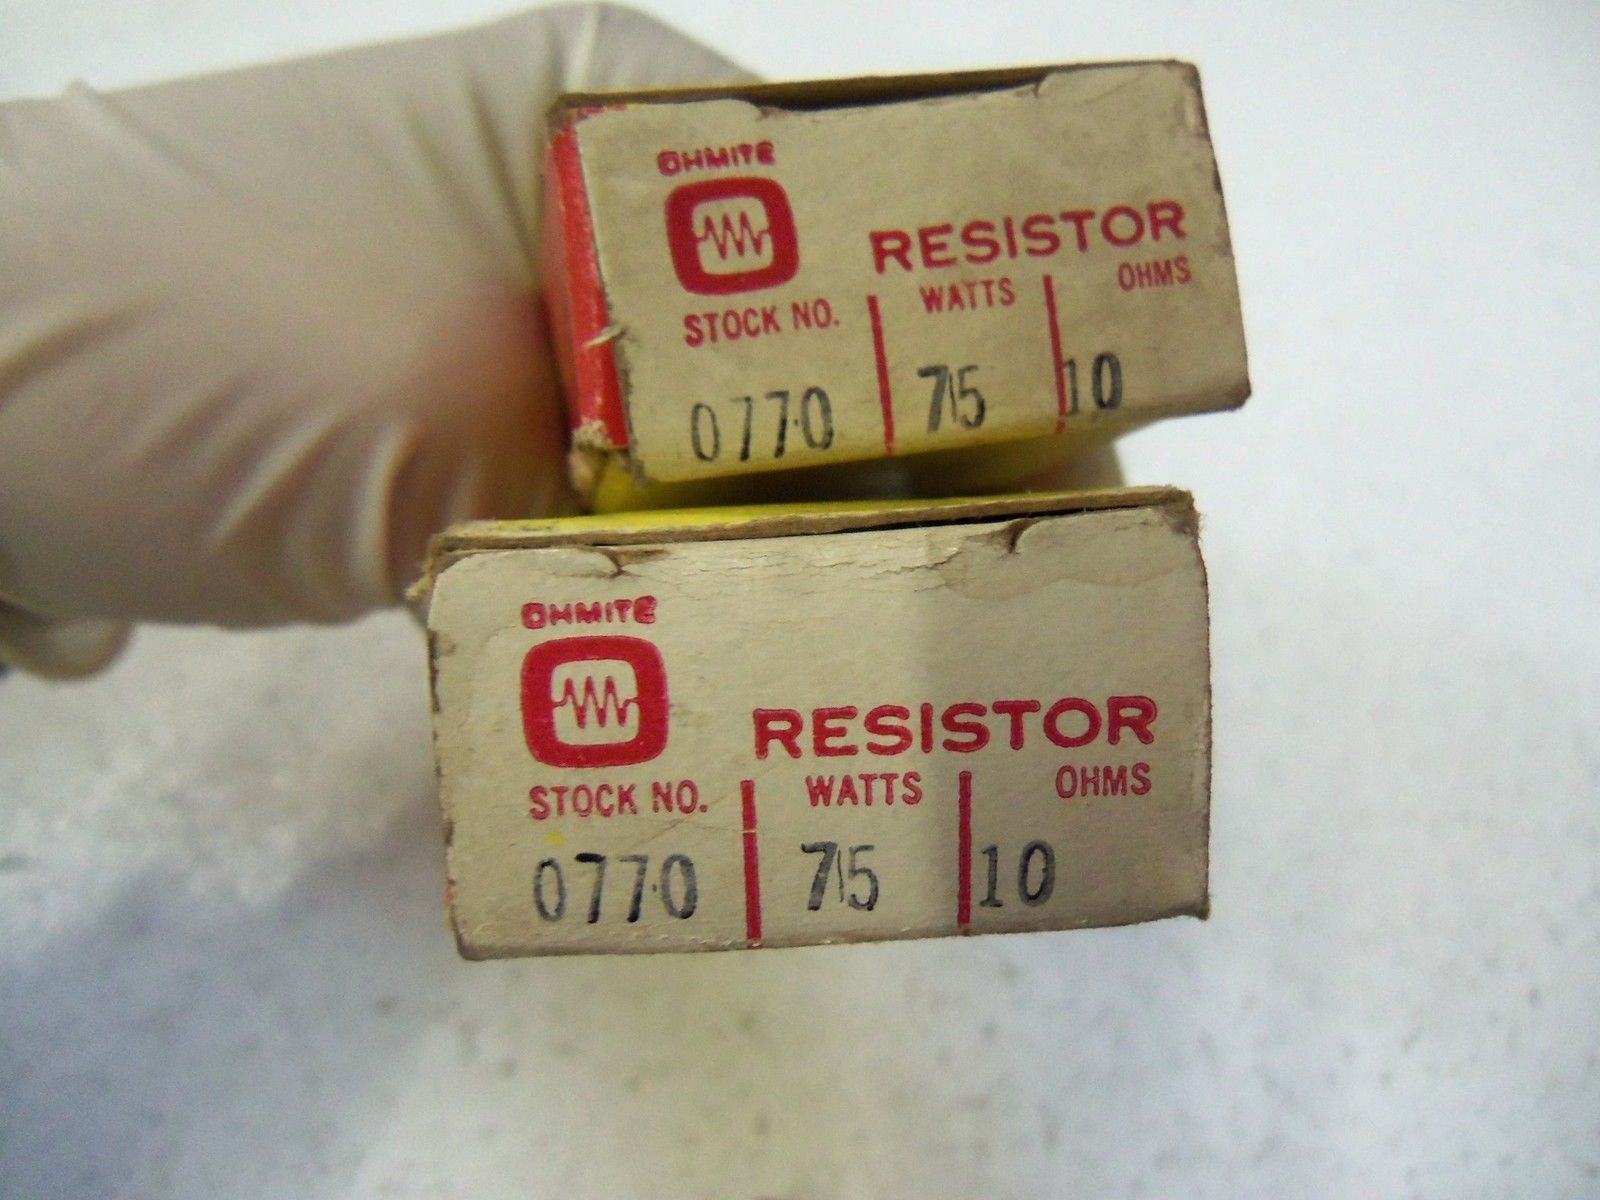 OHMITE
RESISTOR
STOCK NO. WATTS OHMS
0770 75 10
OHMITE
RESISTOR
STOCK NO. WATTS OHMS
0770 75 10